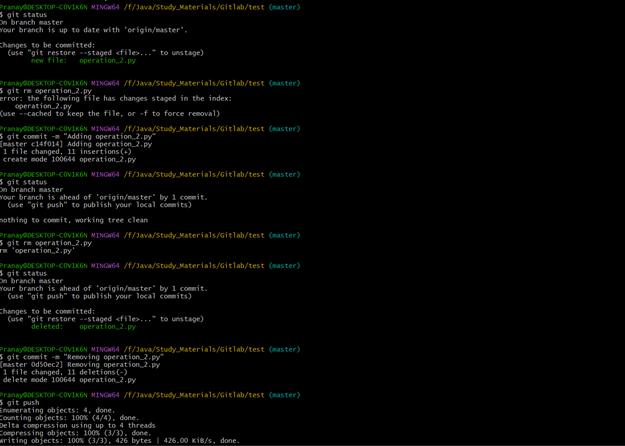 Pranay@DESKTOP-C0V1K6N MINGW64 /f/Java/Study_Materials/Gitlab/test (master)
$ git status
On branch master
Your branch is up to date with 'origin/master'.
Changes to be committed:
(use "git restore --staged <file>..." to unstage)
new file: operation_2.py
Pranay@DESKTOP-C0V1K6N MINGW64 /f/Java/Study_Materials/Gitlab/test (master)
$ git rm operation_2.py
error: the following file has changes staged in the index:
operation_2.py
(use --cached to keep the file, or -f to force removal)
Pranay@DESKTOP-C0V1K6N MINGW64 /f/Java/Study_Materials/Gitlab/test (master)
$ git commit -m "Adding operation_2.py"
[master c14f014] Adding operation_2.py
1 file changed, 11 insertions(+)
create mode 100644 operation_2.py
Pranay@DESKTOP-C0V1K6N MINGW64 /f/Java/Study_Materials/Gitlab/test (master)
$ git status
On branch master
Your branch is ahead of 'origin/master' by 1 commit.
(use "git push" to publish your local commits)
nothing to commit, working tree clean
Pranay@DESKTOP-C0V1K6N MINGW64 /f/Java/Study_Materials/Gitlab/test (master)
$ git rm operation_2.py
rm 'operation_2.py'
Pranay@DESKTOP-C0V1K6N MINGW64 /f/Java/Study_Materials/Gitlab/test (master)
$ git status
On branch master
Your branch is ahead of 'origin/master' by 1 commit.
(use "git push" to publish your local commits)
Changes to be committed:
(use "git restore --staged <file>..." to unstage)
deleted: operation_2.py
Pranay@DESKTOP-C0V1K6N MINGW64 /f/Java/Study_Materials/Gitlab/test (master)
$ git commit -m "Removing operation_2.py"
[master 0d50ec2] Removing operation_2.py
1 file changed, 11 deletions(-)
delete mode 100644 operation_2.py
Pranay@DESKTOP-C0V1K6N MINGW64 /f/Java/Study_Materials/Gitlab/test (master)
$ git push
Enumerating objects: 4, done.
Counting objects: 100% (4/4), done.
Delta compression using up to 4 threads
Compressing objects: 100% (3/3), done.
Writing objects: 100% (3/3), 426 bytes | 426.00 KiB/s, done.